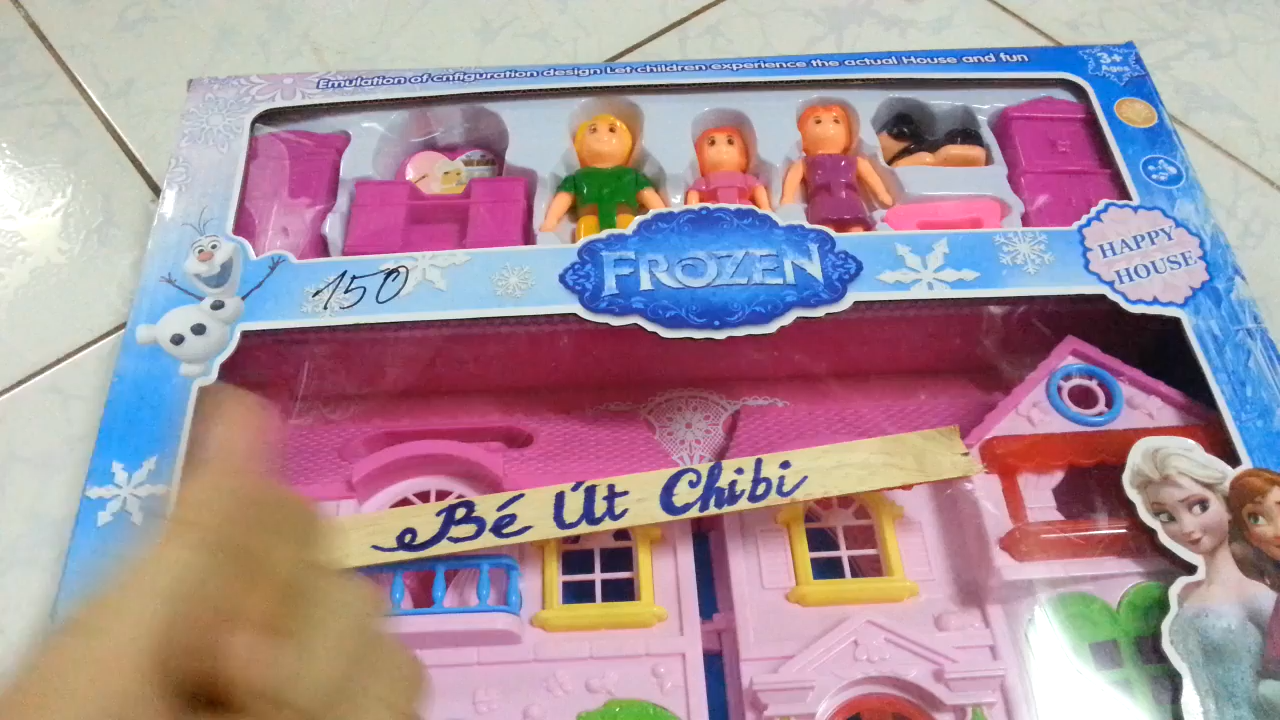 Emulation of cnfiguration design Let children experience the actual House and fun
3+
Ages
150
FROZEN
HAPPY
HOUSE
Bé Út Chibi